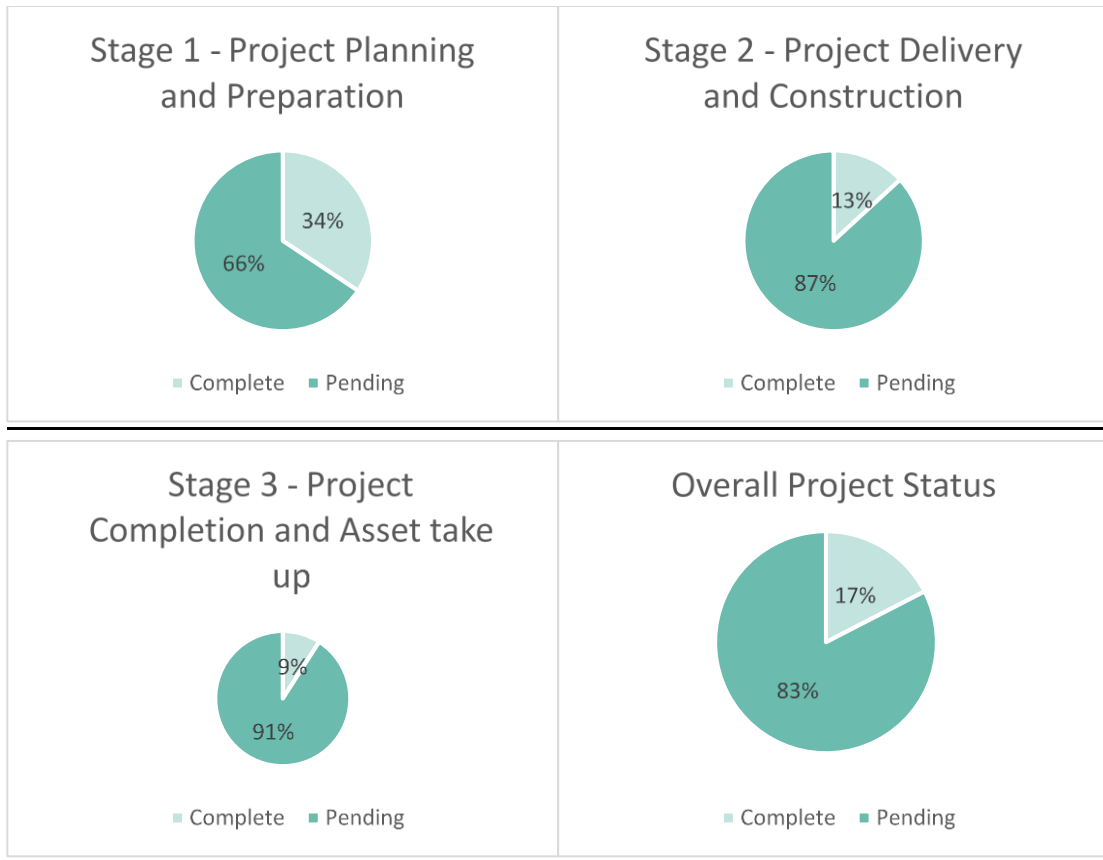 Stage 1 - Project Planning
and Preparation
34%
66%
Complete Pending
Stage 2 - Project Delivery
and Construction
13%
87%
Complete Pending
Stage 3 - Project
Completion and Asset take
up
9%
91%
Complete Pending
Overall Project Status
17%
83%
Complete Pending